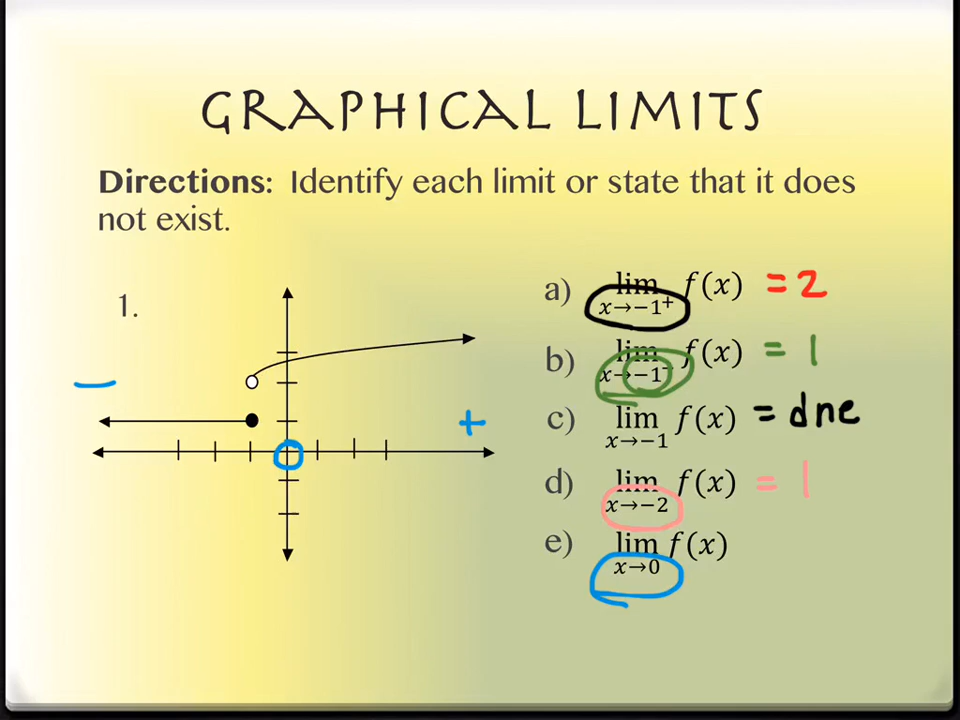 GRAPHICAL LIMITS
Directions: Identify each limit or state that it does
not exist.
1.
− +
a) lim x→−1⁺ f(x) = 2
b) lim x→−1⁻ f(x) = 1
c) lim x→−1 f(x) = dne
d) lim x→−2 f(x) = 1
e) lim x→0 f(x)